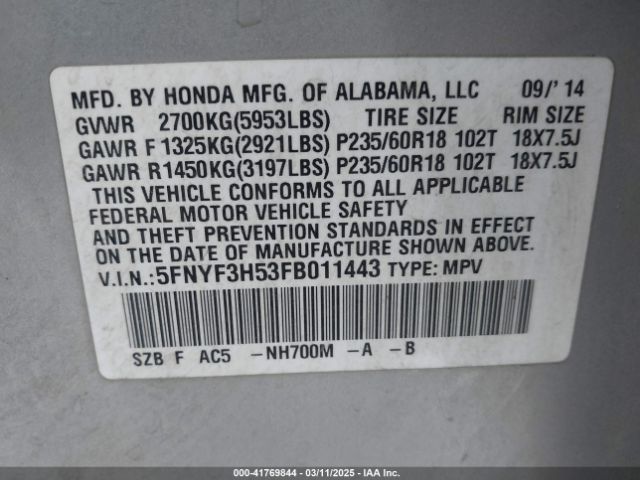 MFD. BY HONDA MFG. OF ALABAMA, LLC 09/' 14
GVWR 2700KG(5953LBS) TIRE SIZE RIM SIZE
GAWR F 1325KG(2921LBS) P235/60R18 102T 18X7.5J
GAWR R1450KG(3197LBS) P235/60R18 102T 18X7.5J
THIS VEHICLE CONFORMS TO ALL APPLICABLE
FEDERAL MOTOR VEHICLE SAFETY
AND THEFT PREVENTION STANDARDS IN EFFECT
ON THE DATE OF MANUFACTURE SHOWN ABOVE.
V.I.N.:5FNYF3H53FB011443 TYPE: MPV
SZB F AC5 -NH700M -A -B
000-41769844 - 03/11/2025 - IAAI.COM